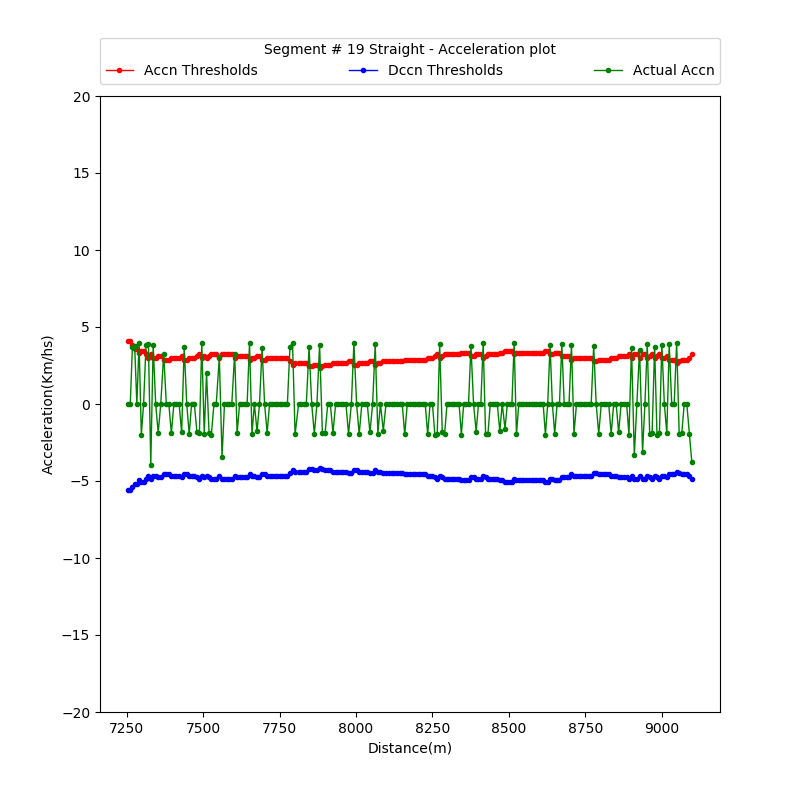 Segment # 19 Straight - Acceleration plot
Accn Thresholds Dccn Thresholds Actual Accn
20
15
10
5
0
−5
−10
−15
−20
Acceleration(Km/hs)
7250 7500 7750 8000 8250 8500 8750 9000
Distance(m)